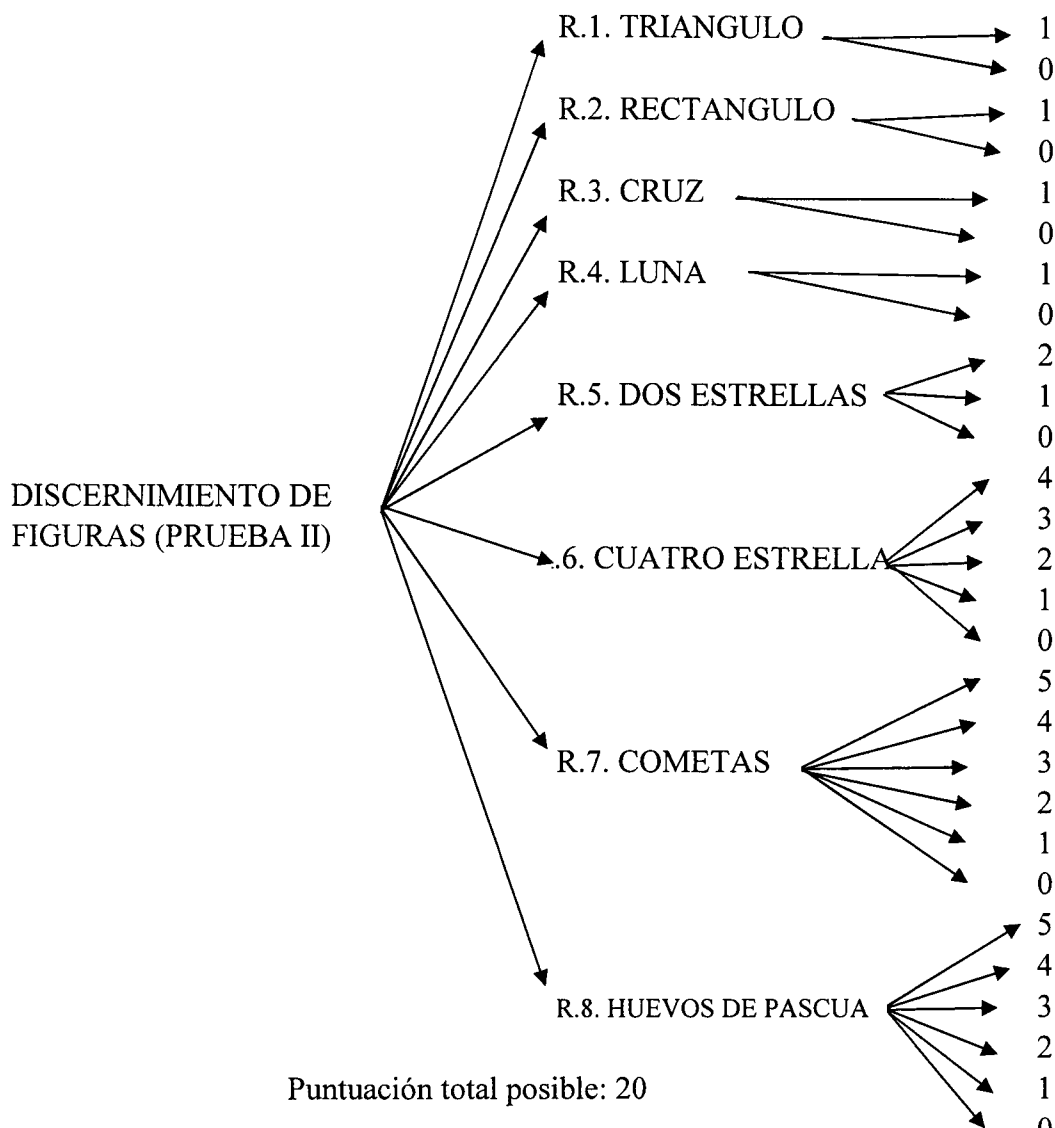 R.1. TRIANGULO
1
0
R.2. RECTANGULO
1
0
R.3. CRUZ
1
0
R.4. LUNA
1
0
R.5. DOS ESTRELLAS
2
1
0
DISCERNIMIENTO DE
FIGURAS (PRUEBA II)
.6. CUATRO ESTRELLA
4
3
2
1
0
R.7. COMETAS
5
4
3
2
1
0
R.8. HUEVOS DE PASCUA
5
4
3
2
1
0
Puntuación total posible: 20